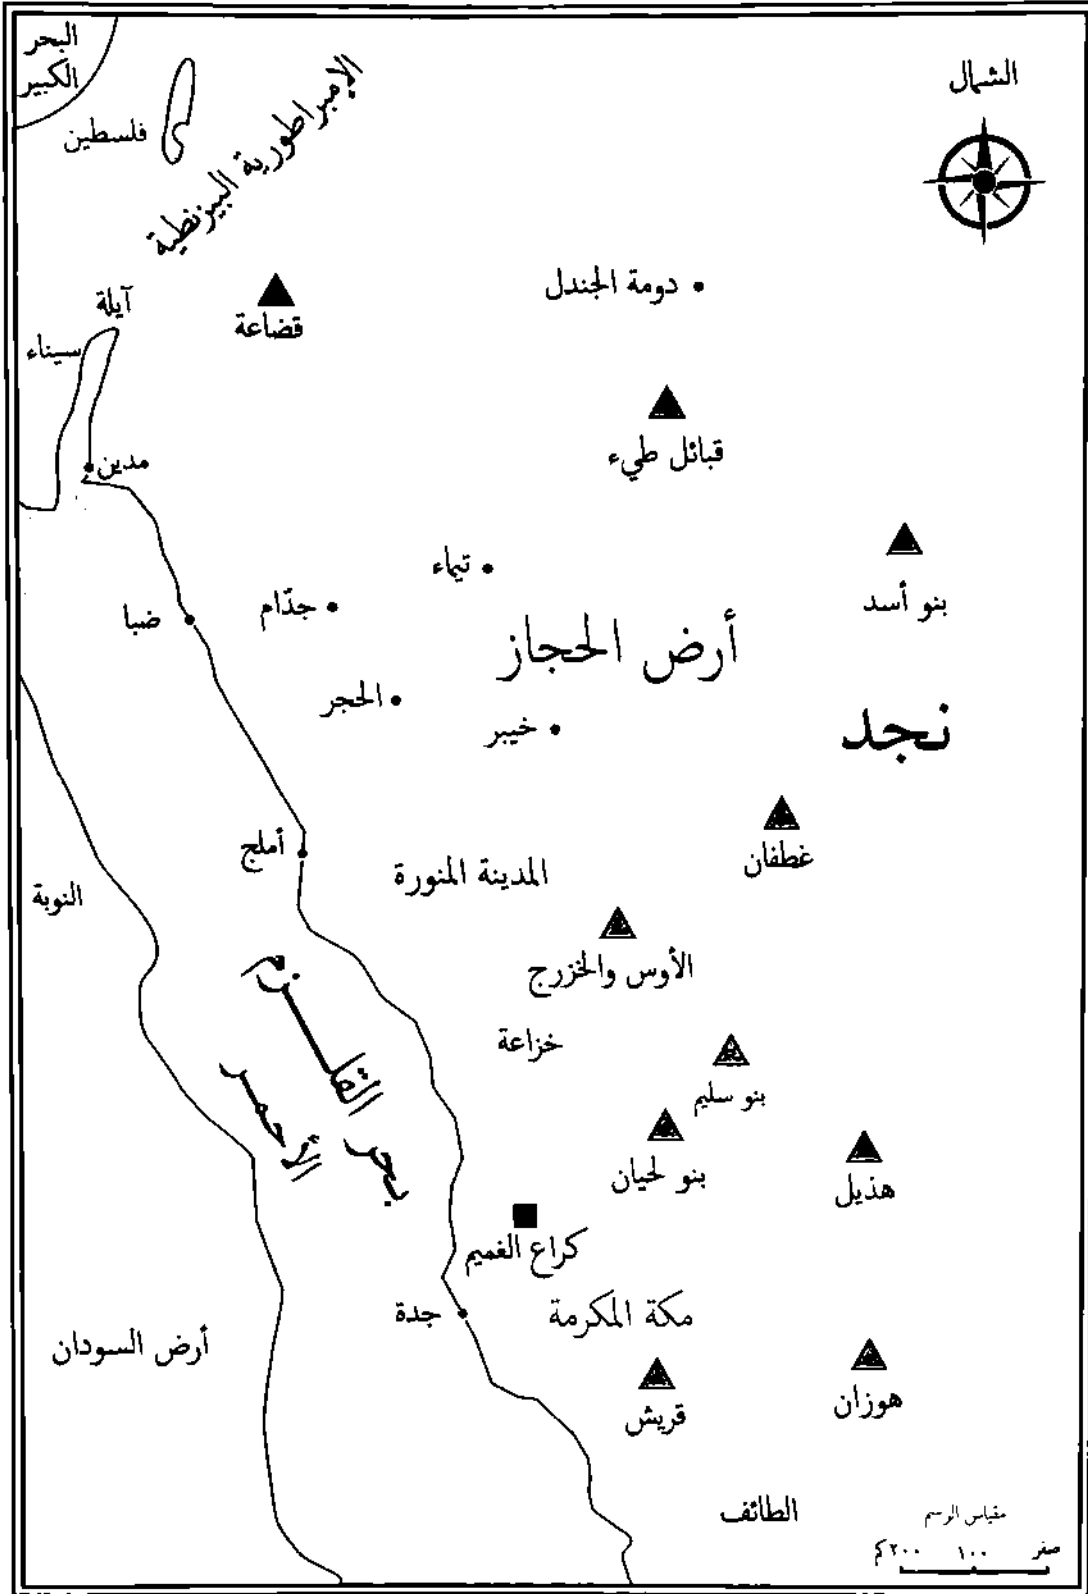 البحر
الكبير
الشمال
فلسطين
الإمبراطورية البيزنطية
دومة الجندل
آيلة
قضاعة
سيناء
قبائل طيء
مدين
تيماء
بنو أسد
جذّام
ضبا
أرض الحجاز
الحجر
خيبر
نجد
أملج
غطفان
المدينة المنورة
النوبة
الأوس والخزرج
خزاعة
بحر القلزم
الأحمر
بنو سليم
بنو لحيان
هذيل
كراع الغميم
جدة
مكة المكرمة
أرض السودان
قريش
هوزان
الطائف
مقياس الرسم
صفر ١٠٠ ٢٠٠كم